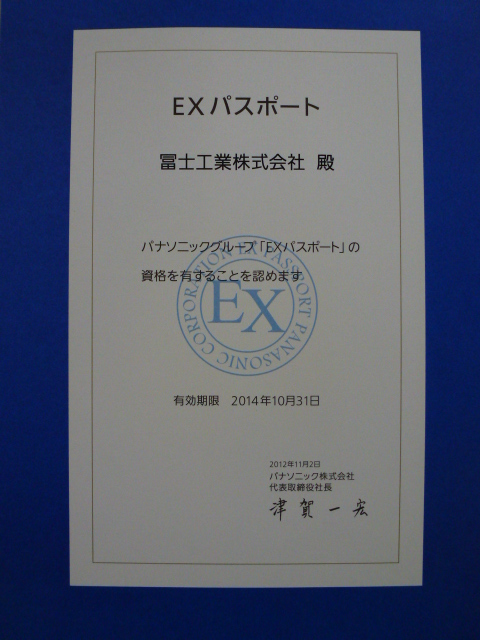 EXパスポート
冨士工業株式会社 殿
パナソニックグループ「EXパスポート」の
資格を有することを認めます
PANASONIC CORPORATION EX PASSPORT
EX
有効期限 2014年10月31日
2012年11月2日
パナソニック株式会社
代表取締役社長
津賀一宏